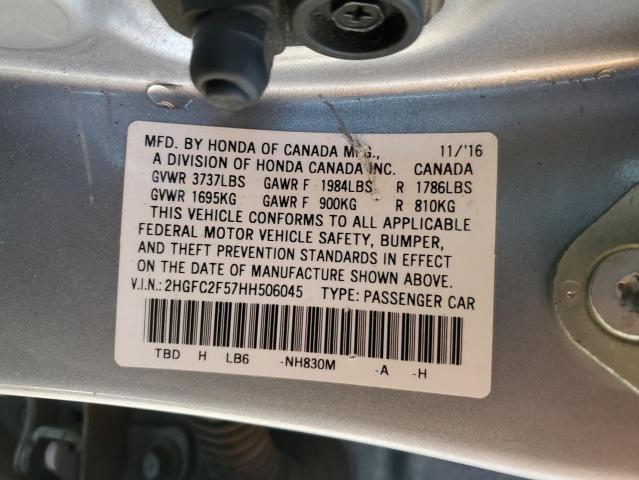 MFD. BY HONDA OF CANADA MFG., 11/'16
A DIVISION OF HONDA CANADA INC. CANADA
GVWR 3737LBS GAWR F 1984LBS R 1786LBS
GVWR 1695KG GAWR F 900KG R 810KG
THIS VEHICLE CONFORMS TO ALL APPLICABLE
FEDERAL MOTOR VEHICLE SAFETY, BUMPER,
AND THEFT PREVENTION STANDARDS IN EFFECT
ON THE DATE OF MANUFACTURE SHOWN ABOVE.
V.I.N.: 2HGFC2F57HH506045 TYPE: PASSENGER CAR
TBD H LB6 -NH830M -A -H